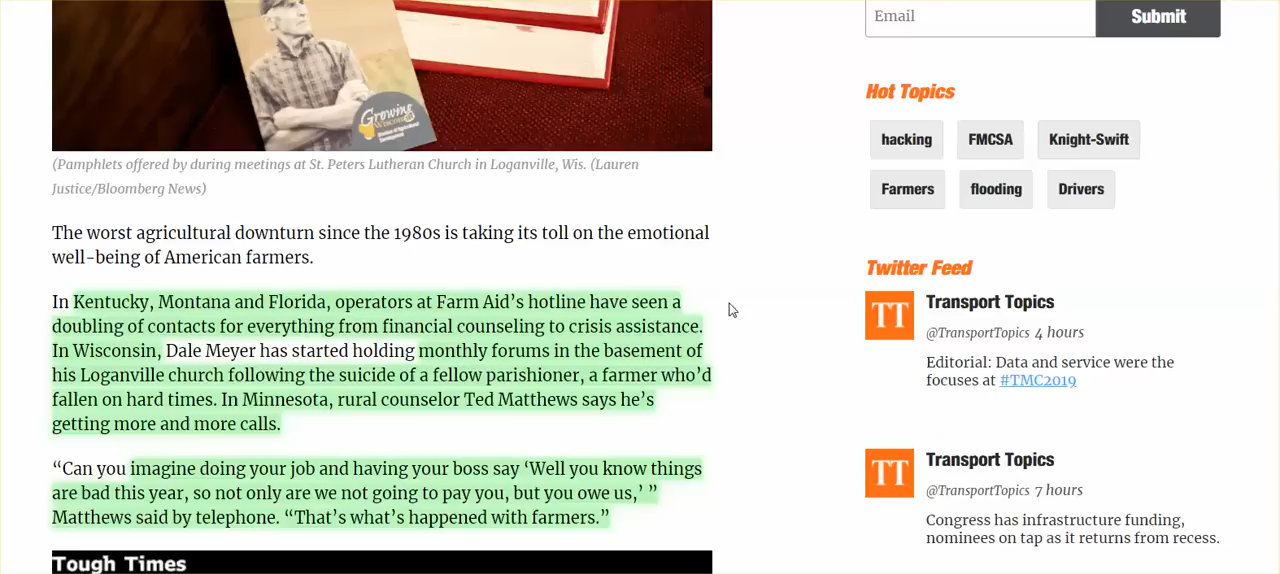 Growing
Wisconsin
(Pamphlets offered by during meetings at St. Peters Lutheran Church in Loganville, Wis. (Lauren
Justice/Bloomberg News)
The worst agricultural downturn since the 1980s is taking its toll on the emotional
well-being of American farmers.
In Kentucky, Montana and Florida, operators at Farm Aid’s hotline have seen a
doubling of contacts for everything from financial counseling to crisis assistance.
In Wisconsin, Dale Meyer has started holding monthly forums in the basement of
his Loganville church following the suicide of a fellow parishioner, a farmer who’d
fallen on hard times. In Minnesota, rural counselor Ted Matthews says he’s
getting more and more calls.
“Can you imagine doing your job and having your boss say ‘Well you know things
are bad this year, so not only are we not going to pay you, but you owe us,’ ”
Matthews said by telephone. “That’s what’s happened with farmers.”
Tough Times
Email
Submit
Hot Topics
hacking
FMCSA
Knight-Swift
Farmers
flooding
Drivers
Twitter Feed
TT
Transport Topics
@TransportTopics 4 hours
Editorial: Data and service were the
focuses at #TMC2019
TT
Transport Topics
@TransportTopics 7 hours
Congress has infrastructure funding,
nominees on tap as it returns from recess.